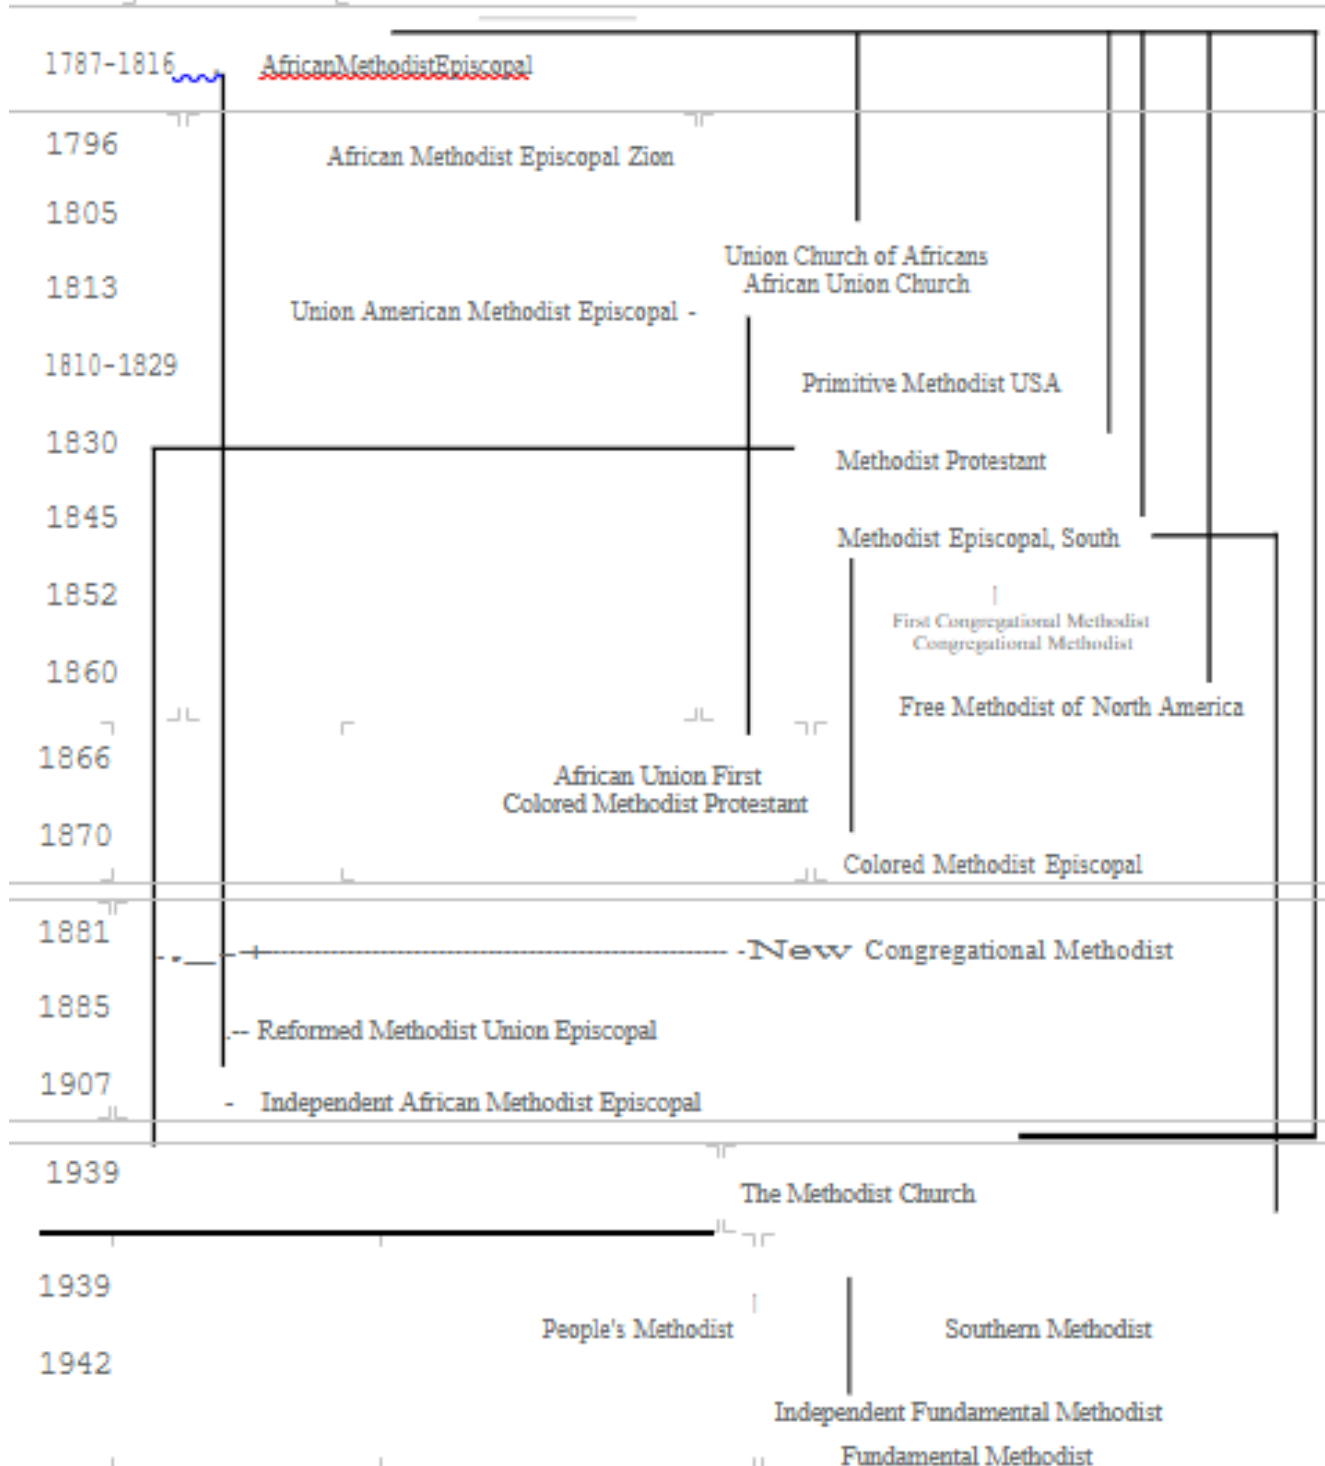 1787-1816 AfricanMethodistEpiscopal
1796
African Methodist Episcopal Zion
1805
Union Church of Africans
African Union Church
1813
Union American Methodist Episcopal -
1810-1829
Primitive Methodist USA
1830
Methodist Protestant
1845
Methodist Episcopal, South
1852
First Congregational Methodist
Congregational Methodist
1860
Free Methodist of North America
1866
African Union First
Colored Methodist Protestant
1870
Colored Methodist Episcopal
1881
-New Congregational Methodist
1885
-- Reformed Methodist Union Episcopal
1907
- Independent African Methodist Episcopal
1939
The Methodist Church
1939
People's Methodist Southern Methodist
1942
Independent Fundamental Methodist
Fundamental Methodist